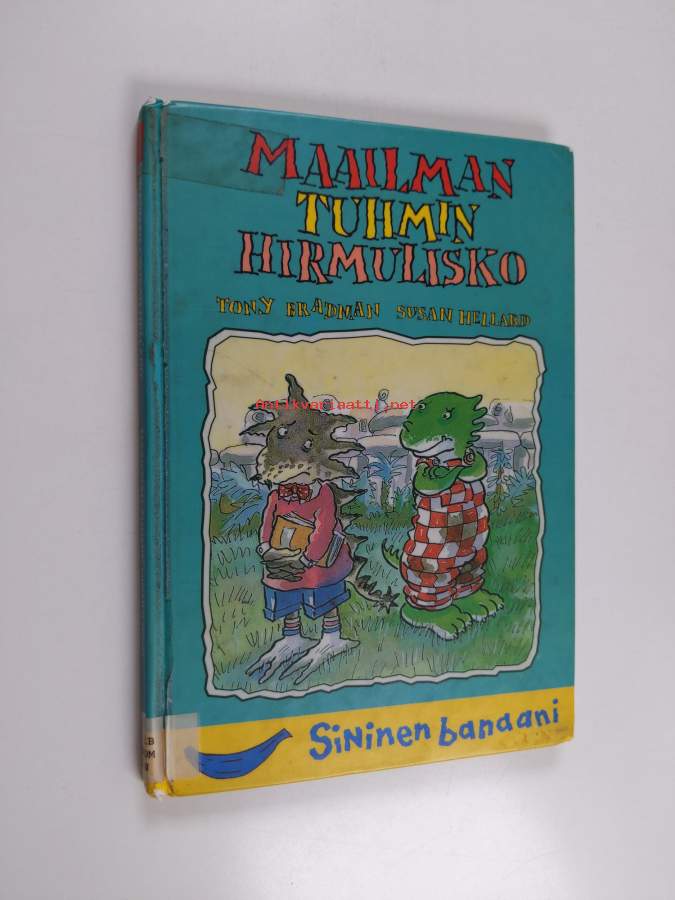 MAAILMAN
TUHMIN
HIRMULISKO
TONY BRADMAN SUSAN HELLARD
Antikvariaatti.net
SiNiNen banaani